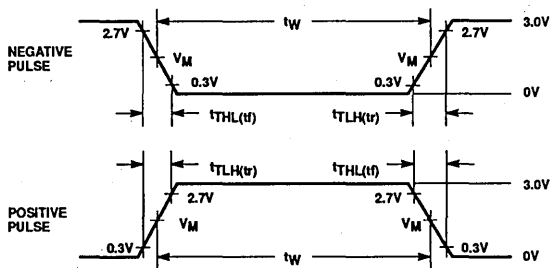 tW
3.0V
2.7V
2.7V
NEGATIVE
PULSE
VM
VM
0.3V
0.3V
0V
tTHL(tf)
tTLH(tr)
tTLH(tr)
tTHL(tf)
2.7V
2.7V
3.0V
POSITIVE
PULSE
VM
VM
0.3V
0.3V
tW
0V